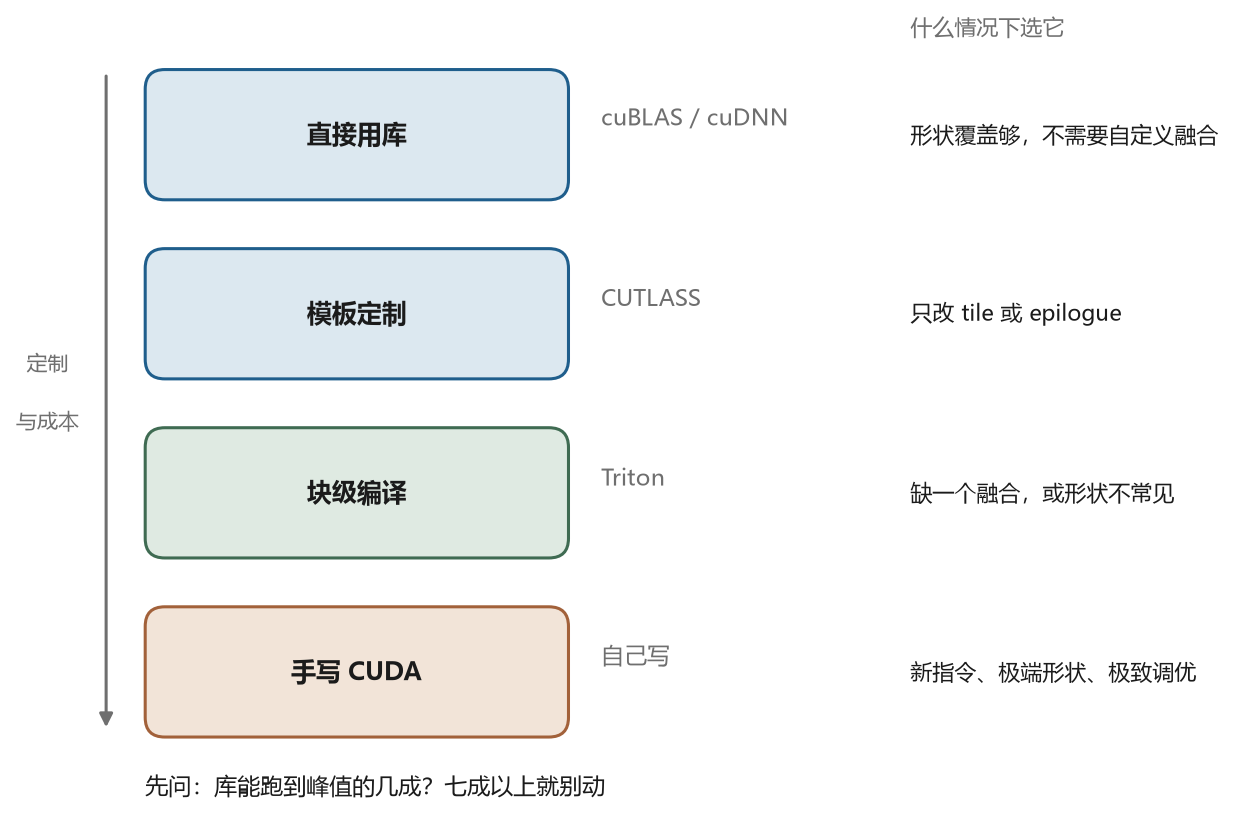 什么情况下选它
直接用库
cuBLAS / cuDNN
形状覆盖够，不需要自定义融合
模板定制
CUTLASS
只改 tile 或 epilogue
定制
与成本
块级编译
Triton
缺一个融合，或形状不常见
手写 CUDA
自己写
新指令、极端形状、极致调优
先问：库能跑到峰值的几成？七成以上就别动